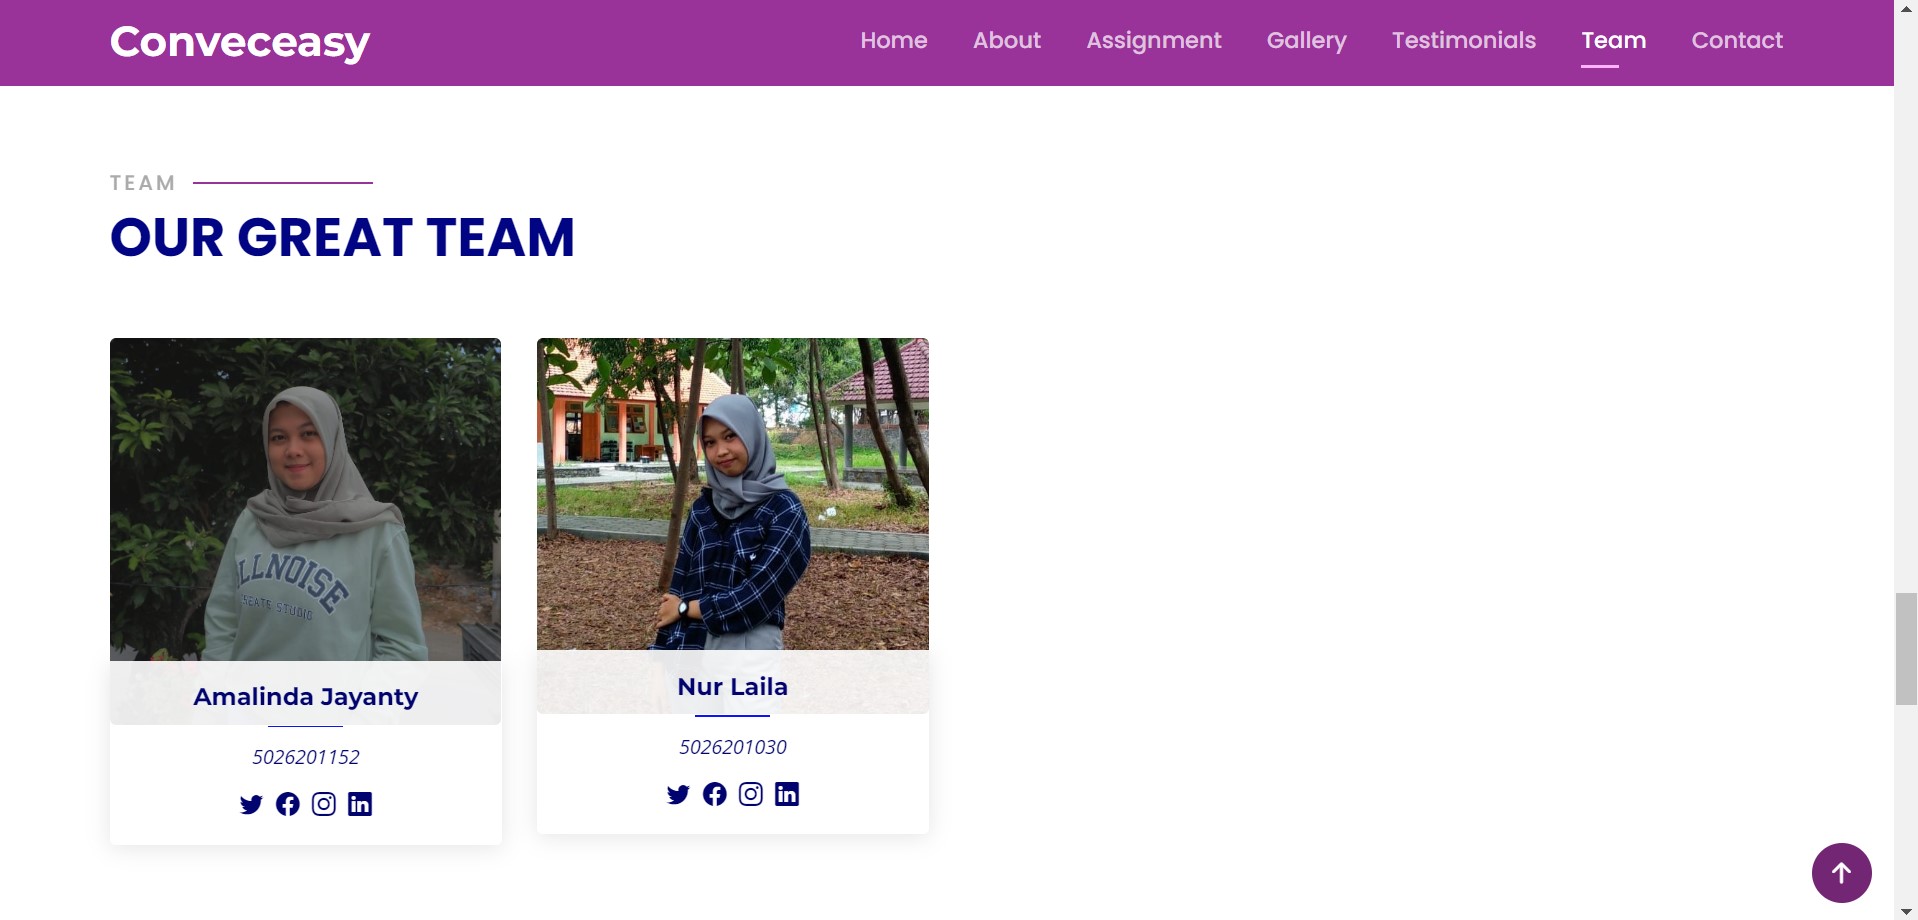 Conveceasy
Home About Assignment Gallery Testimonials Team Contact
TEAM
OUR GREAT TEAM
ILLNOISE
CREATE STUDIO
Amalinda Jayanty
5026201152
Nur Laila
5026201030